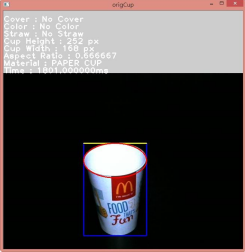 origCup
Cover : No Cover
Color : No Color
Straw : No Straw
Cup Height : 252 px
Cup Width : 168 px
Aspect Ratio : 0,666667
Material : PAPER CUP
Time : 1801,000000ms
FOOD
Fun